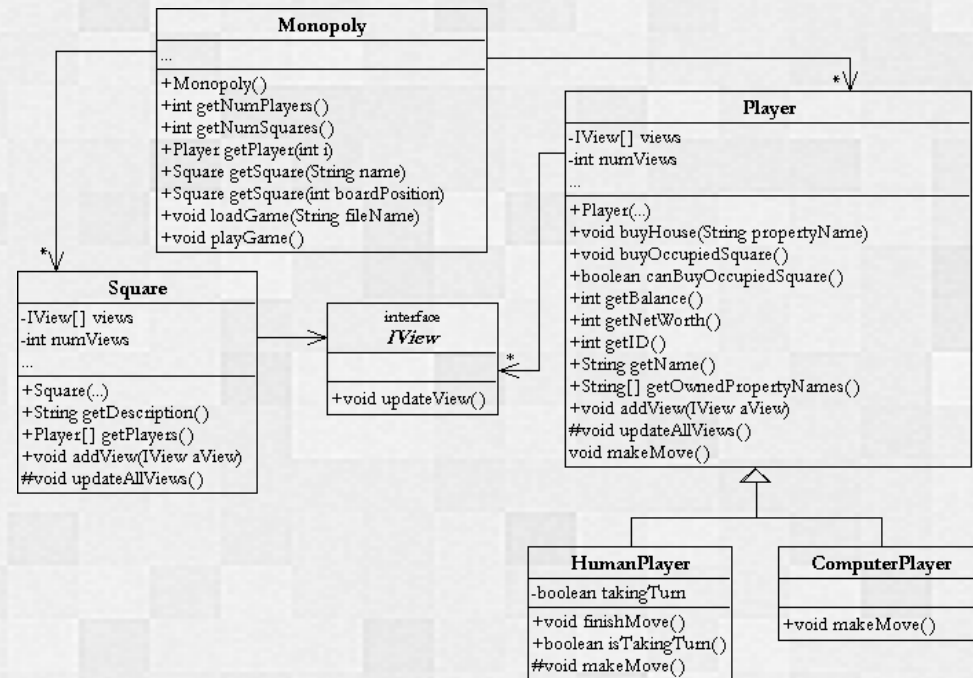 Monopoly
...
+Monopoly()
+int getNumPlayers()
+int getNumSquares()
+Player getPlayer(int i)
+Square getSquare(String name)
+Square getSquare(int boardPosition)
+void loadGame(String fileName)
+void playGame()
*
*
Player
-IView[] views
-int numViews
...
+Player(..)
+void buyHouse(String propertyName)
+void buyOccupiedSquare()
+boolean canBuyOccupiedSquare()
+int getBalance()
+int getNetWorth()
+int getID()
+String getName()
+String[] getOwnedPropertyNames()
+void addView(IView aView)
#void updateAllViews()
void makeMove()
Square
-IView[] views
-int numViews
...
+Square(..)
+String getDescription()
+Player[] getPlayers()
+void addView(IView aView)
#void updateAllViews()
interface
IView
+void updateView()
*
HumanPlayer
-boolean takingTurn
+void finishMove()
+boolean isTakingTurn()
#void makeMove()
ComputerPlayer
+void makeMove()